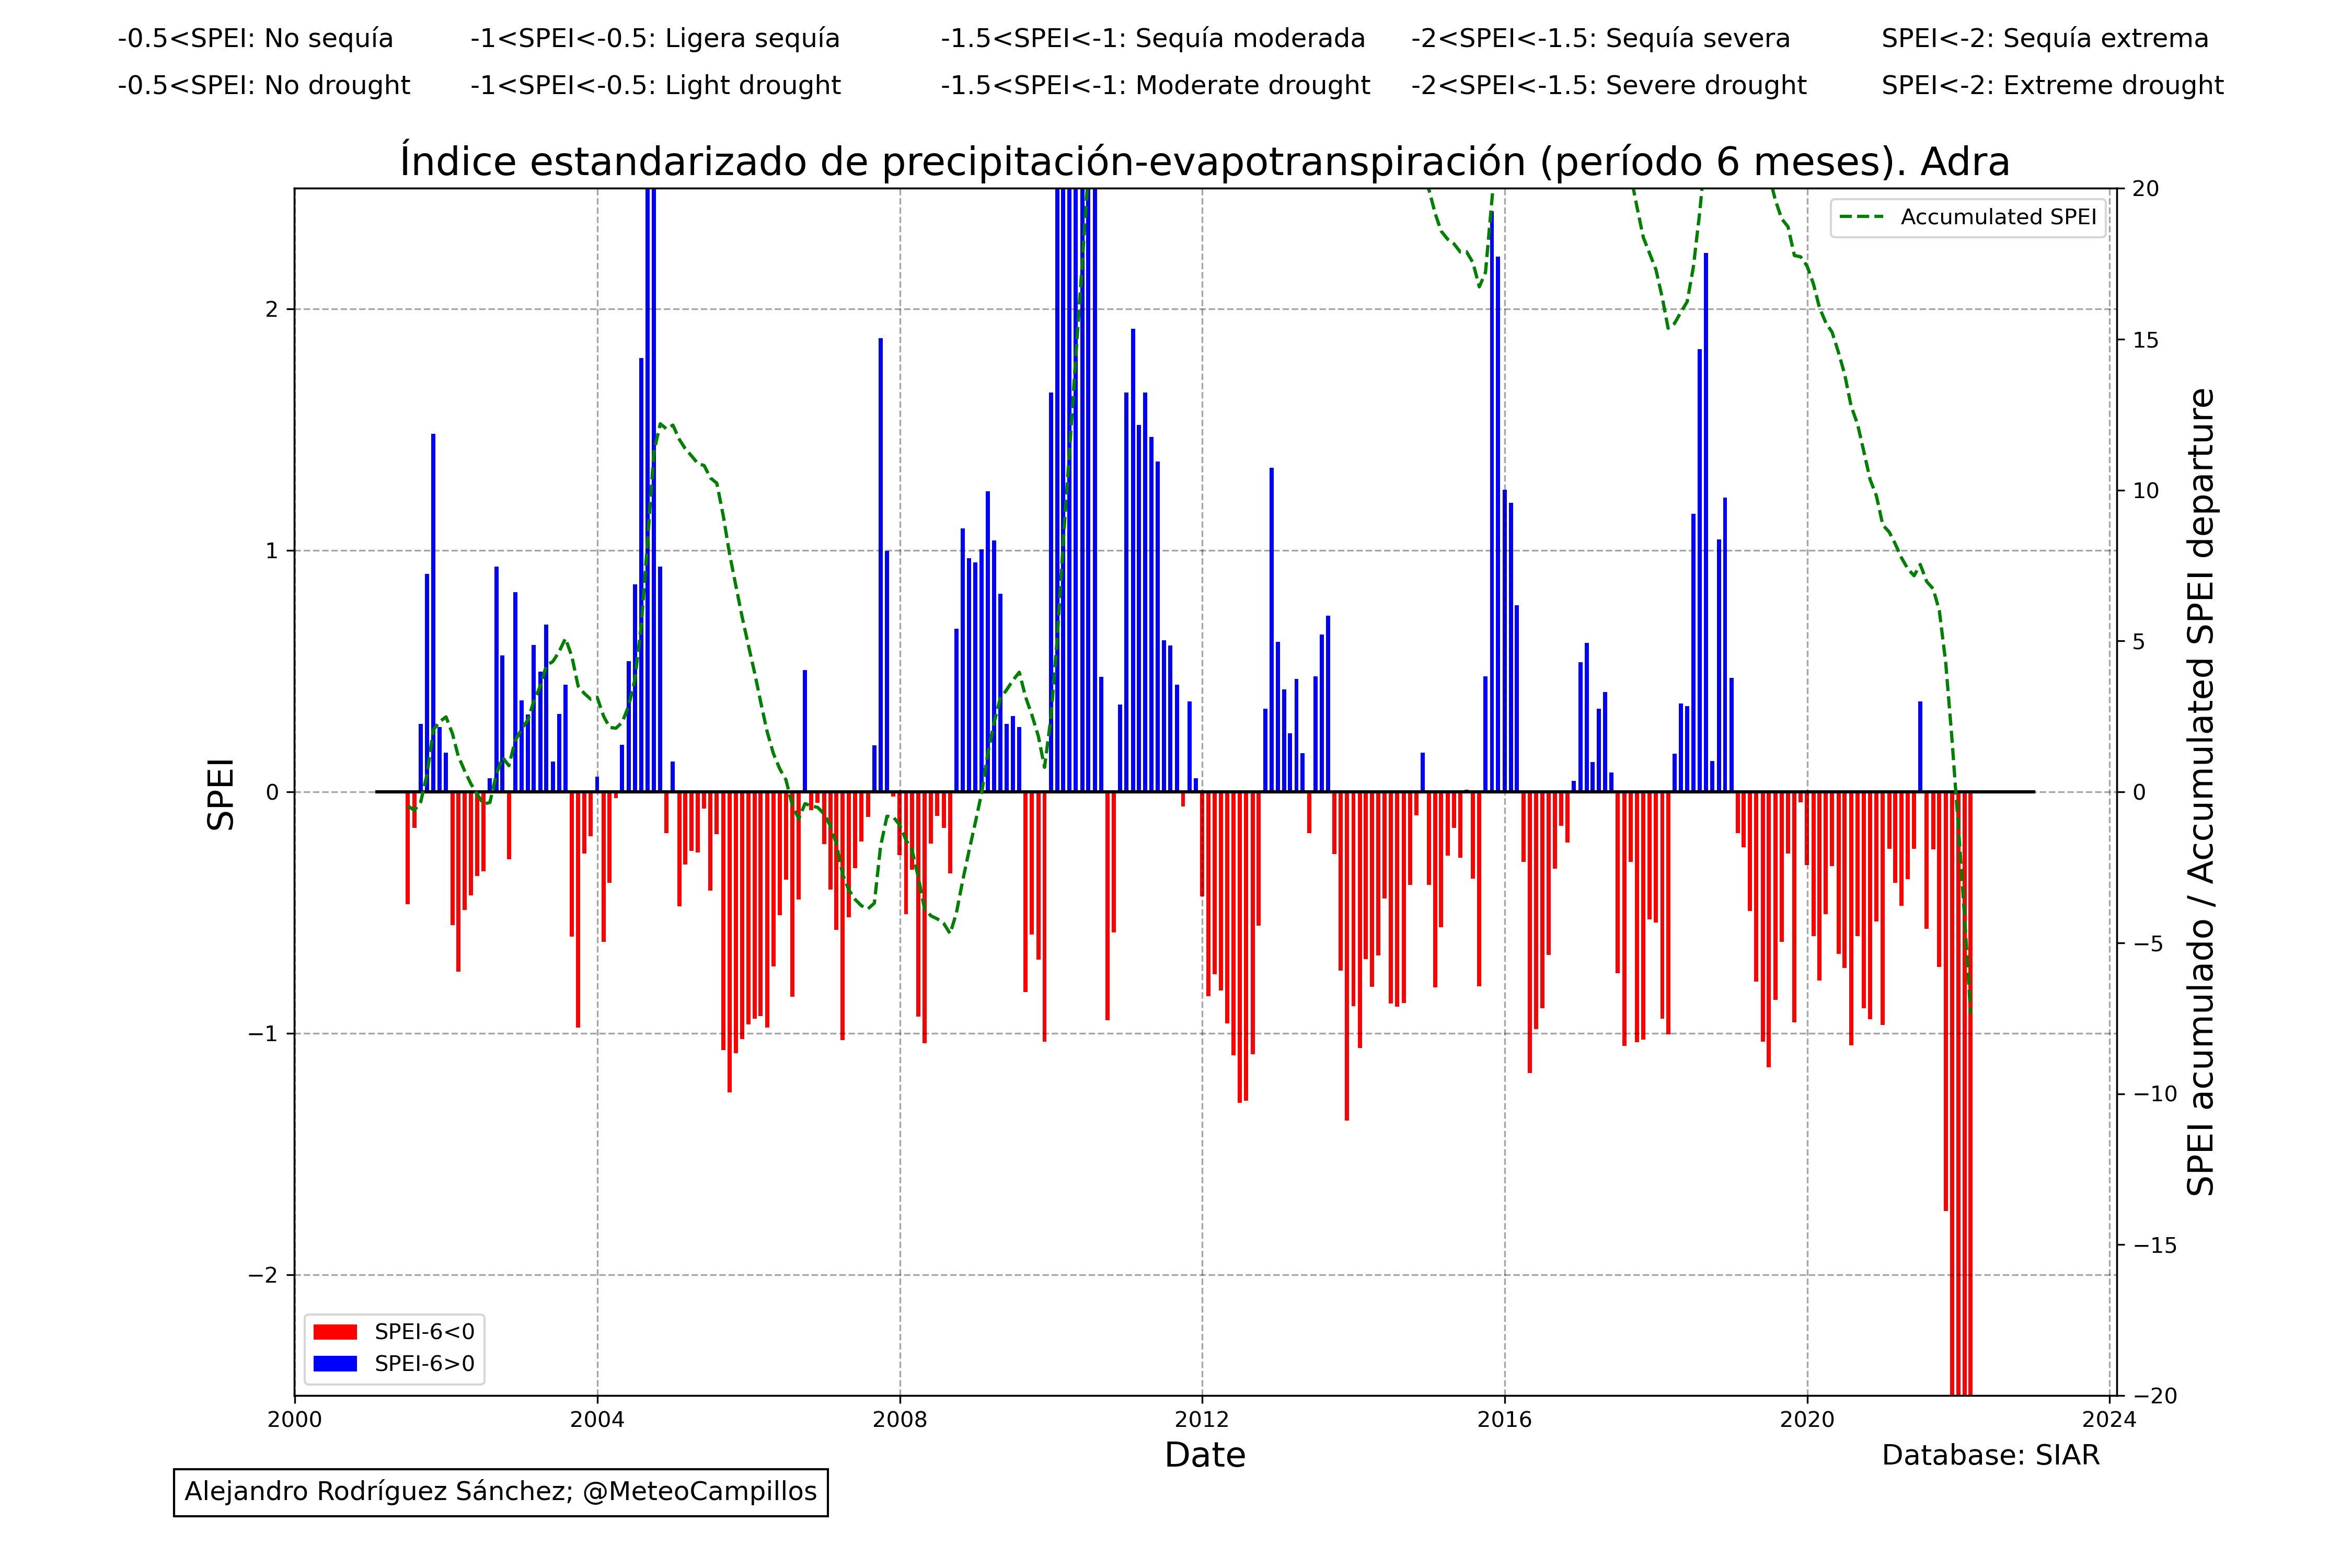 -0.5<SPEI: No sequía -1<SPEI<-0.5: Ligera sequía -1.5<SPEI<-1: Sequía moderada -2<SPEI<-1.5: Sequía severa SPEI<-2: Sequía extrema
-0.5<SPEI: No drought -1<SPEI<-0.5: Light drought -1.5<SPEI<-1: Moderate drought -2<SPEI<-1.5: Severe drought SPEI<-2: Extreme drought
Índice estandarizado de precipitación-evapotranspiración (período 6 meses). Adra
Accumulated SPEI
SPEI
2
1
0
−1
−2
20
15
10
5
0
−5
−10
−15
−20
SPEI acumulado / Accumulated SPEI departure
SPEI-6<0
SPEI-6>0
2000 2004 2008 2012 2016 2020 2024
Date
Database: SIAR
Alejandro Rodríguez Sánchez; @MeteoCampillos